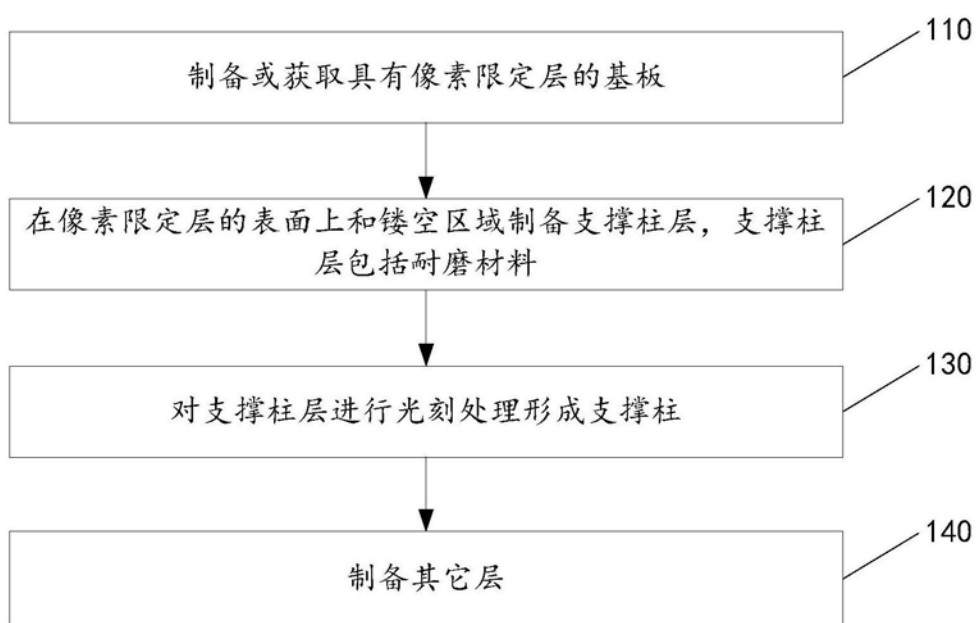 110
制备或获取具有像素限定层的基板
120
在像素限定层的表面上和镂空区域制备支撑柱层，支撑柱
层包括耐磨材料
130
对支撑柱层进行光刻处理形成支撑柱
140
制备其它层